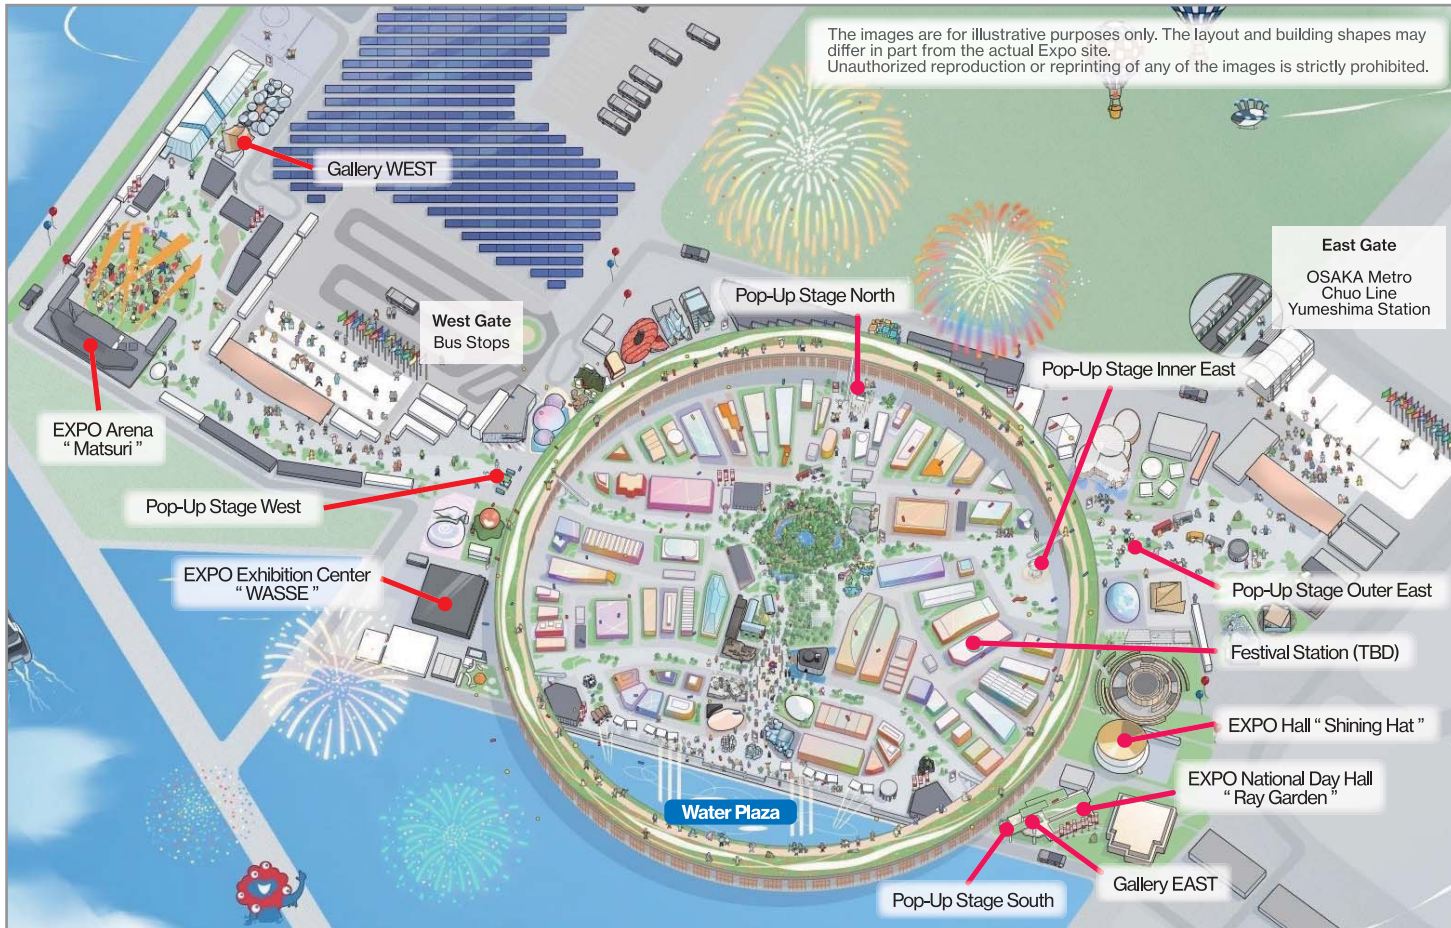 The images are for illustrative purposes only. The layout and building shapes may
differ in part from the actual Expo site.
Unauthorized reproduction or reprinting of any of the images is strictly prohibited.
Gallery WEST
East Gate
OSAKA Metro
Chuo Line
Yumeshima Station
Pop-Up Stage North
West Gate
Bus Stops
Pop-Up Stage Inner East
EXPO Arena
“ Matsuri ”
Pop-Up Stage West
EXPO Exhibition Center
“ WASSE ”
Pop-Up Stage Outer East
Festival Station (TBD)
EXPO Hall “ Shining Hat ”
EXPO National Day Hall
“ Ray Garden ”
Water Plaza
Gallery EAST
Pop-Up Stage South